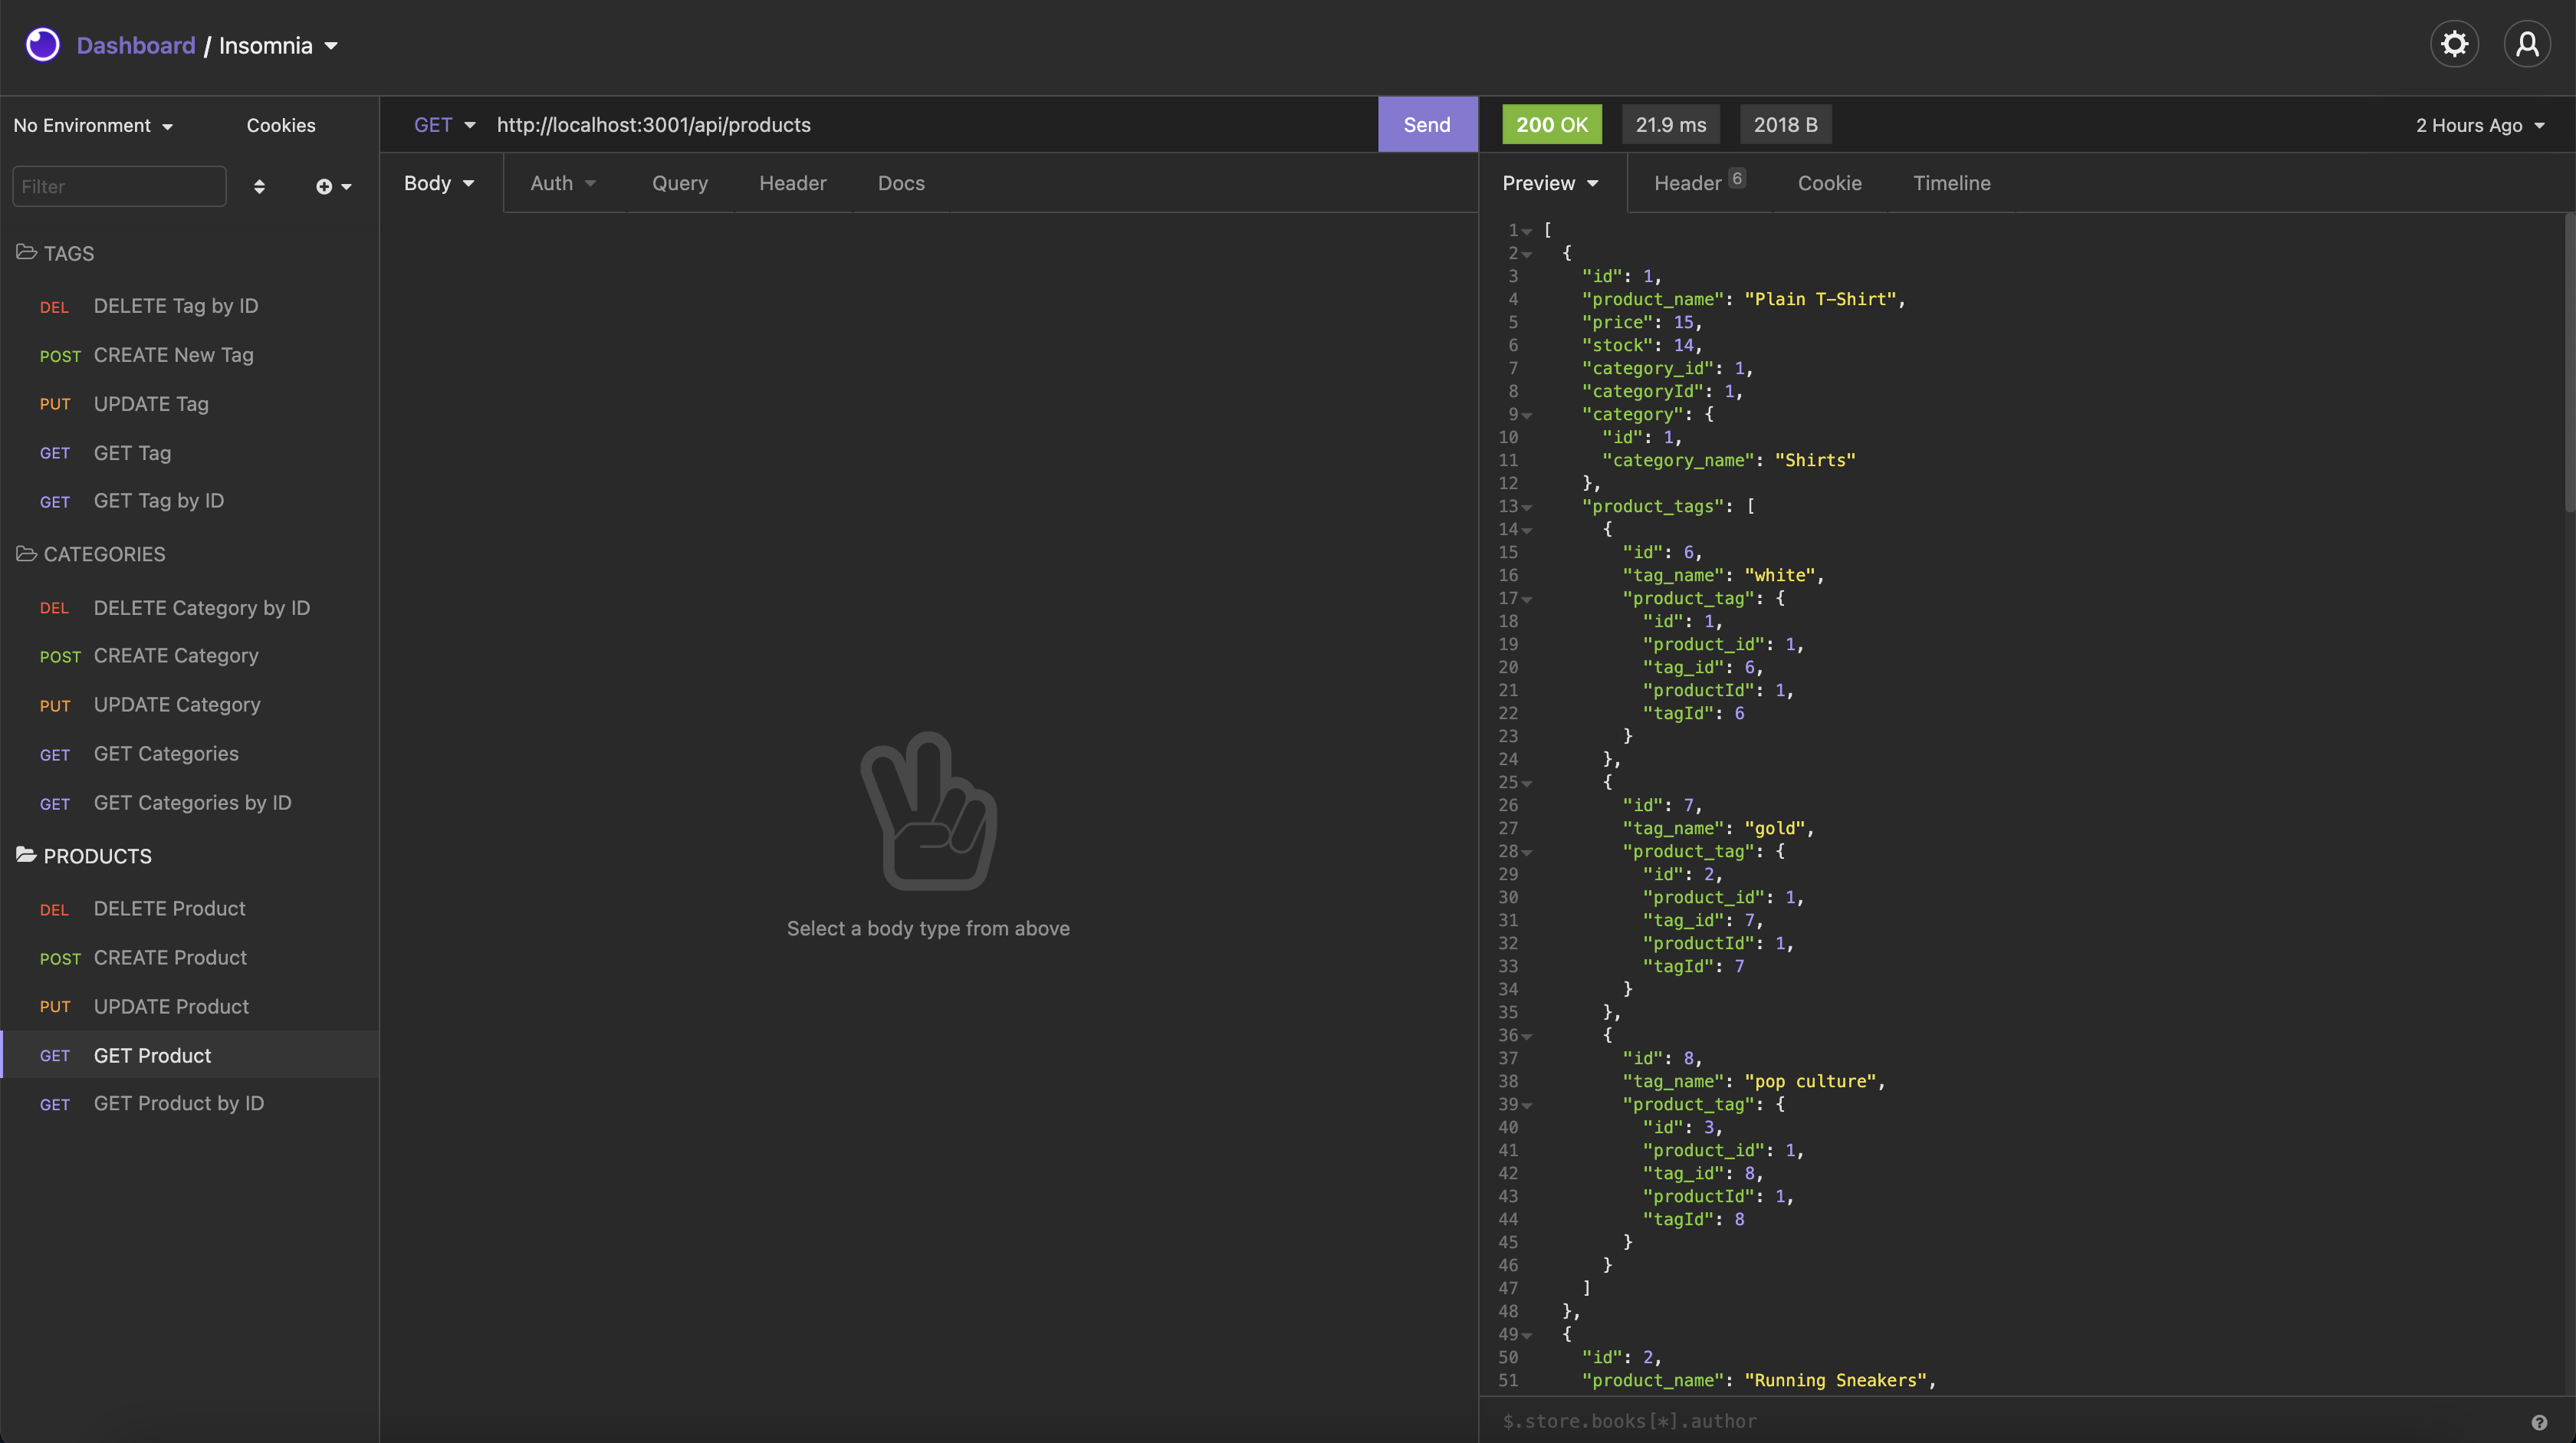 Dashboard / Insomnia
No Environment
Cookies
Filter
TAGS
DEL DELETE Tag by ID
POST CREATE New Tag
PUT UPDATE Tag
GET GET Tag
GET GET Tag by ID
CATEGORIES
DEL DELETE Category by ID
POST CREATE Category
PUT UPDATE Category
GET GET Categories
GET GET Categories by ID
PRODUCTS
DEL DELETE Product
POST CREATE Product
PUT UPDATE Product
GET GET Product
GET GET Product by ID
GET http://localhost:3001/api/products Send
Body Auth Query Header Docs
Select a body type from above
200 OK 21.9 ms 2018 B 2 Hours Ago
Preview Header 6 Cookie Timeline
1 [
2 {
3 "id": 1,
4 "product_name": "Plain T-Shirt",
5 "price": 15,
6 "stock": 14,
7 "category_id": 1,
8 "categoryId": 1,
9 "category": {
10 "id": 1,
11 "category_name": "Shirts"
12 },
13 "product_tags": [
14 {
15 "id": 6,
16 "tag_name": "white",
17 "product_tag": {
18 "id": 1,
19 "product_id": 1,
20 "tag_id": 6,
21 "productId": 1,
22 "tagId": 6
23 }
24 },
25 {
26 "id": 7,
27 "tag_name": "gold",
28 "product_tag": {
29 "id": 2,
30 "product_id": 1,
31 "tag_id": 7,
32 "productId": 1,
33 "tagId": 7
34 }
35 },
36 {
37 "id": 8,
38 "tag_name": "pop culture",
39 "product_tag": {
40 "id": 3,
41 "product_id": 1,
42 "tag_id": 8,
43 "productId": 1,
44 "tagId": 8
45 }
46 }
47 ]
48 },
49 {
50 "id": 2,
51 "product_name": "Running Sneakers",
$.store.books[*].author